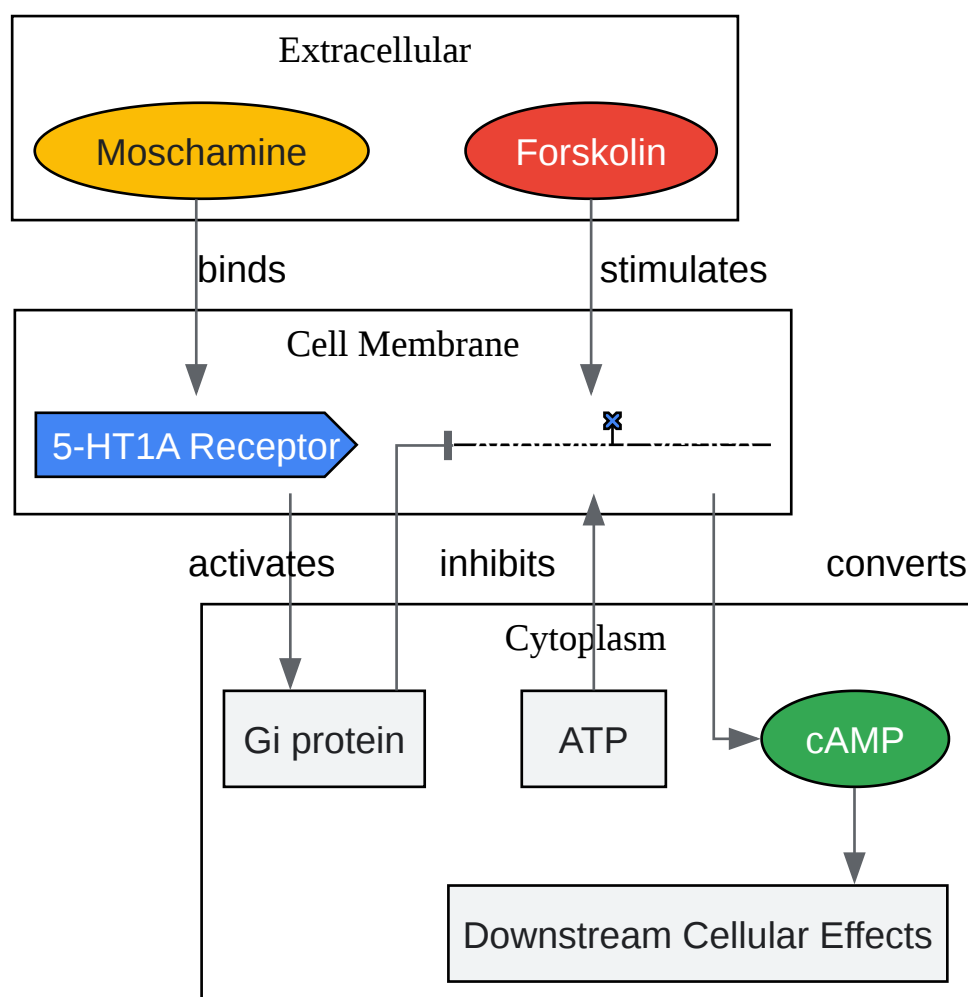 Extracellular
Moschamine
Forskolin
binds
stimulates
Cell Membrane
5-HT1A Receptor
activates
inhibits
converts
Cytoplasm
Gi protein
ATP
cAMP
Downstream Cellular Effects